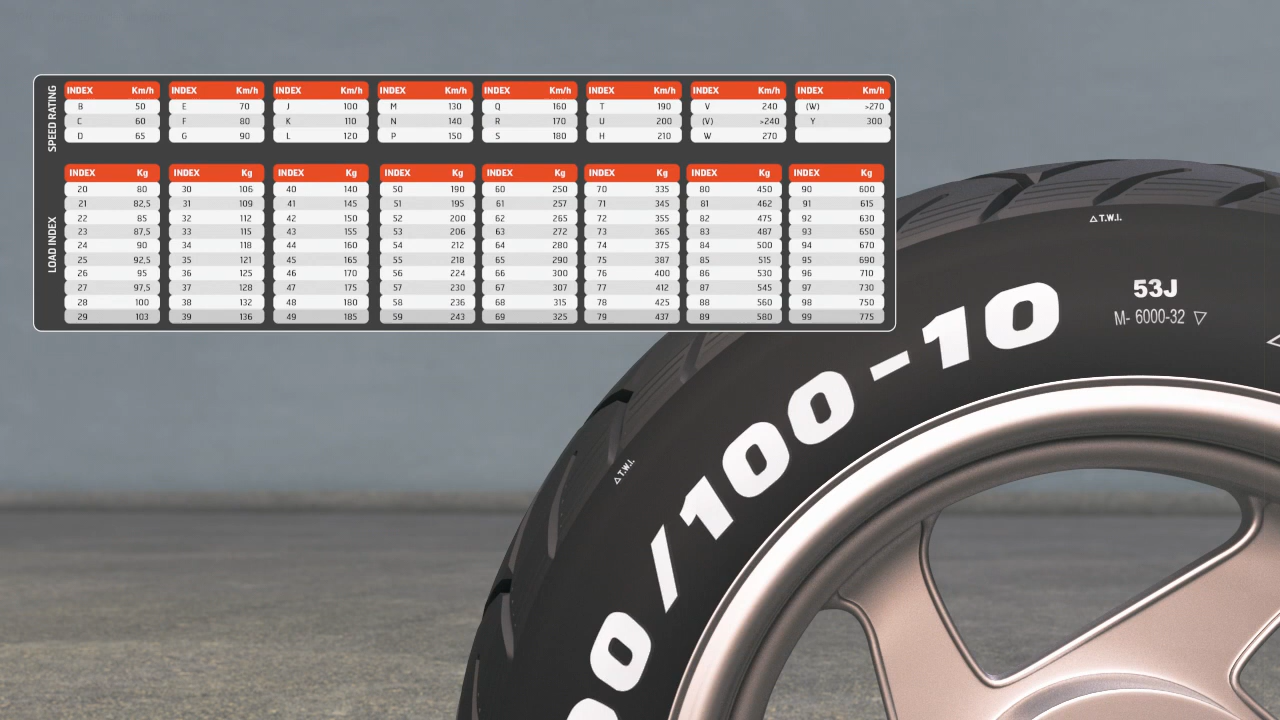 SPEED RATING
INDEX Km/h INDEX Km/h INDEX Km/h INDEX Km/h INDEX Km/h INDEX Km/h INDEX Km/h INDEX Km/h
B 50 E 70 J 100 M 130 Q 160 T 190 V 240 (W) >270
C 60 F 80 K 110 N 140 R 170 U 200 (V) >240 Y 300
D 65 G 90 L 120 P 150 S 180 H 210 W 270
LOAD INDEX
INDEX Kg INDEX Kg INDEX Kg INDEX Kg INDEX Kg INDEX Kg INDEX Kg INDEX Kg
20 80 30 106 40 140 50 190 60 250 70 335 80 450 90 600
21 82,5 31 109 41 145 51 195 61 257 71 345 81 462 91 615
22 85 32 112 42 150 52 200 62 265 72 355 82 475 92 630
23 87,5 33 115 43 155 53 206 63 272 73 365 83 487 93 650
24 90 34 118 44 160 54 212 64 280 74 375 84 500 94 670
25 92,5 35 121 45 165 55 218 65 290 75 387 85 515 95 690
26 95 36 125 46 170 56 224 66 300 76 400 86 530 96 710
27 97,5 37 128 47 175 57 230 67 307 77 412 87 545 97 730
28 100 38 132 48 180 58 236 68 315 78 425 88 560 98 750
29 103 39 136 49 185 59 243 69 325 79 437 89 580 99 775
△ T.W.I.
53J
M- 6000-32 ▽
0/100-10
△ T.W.I.